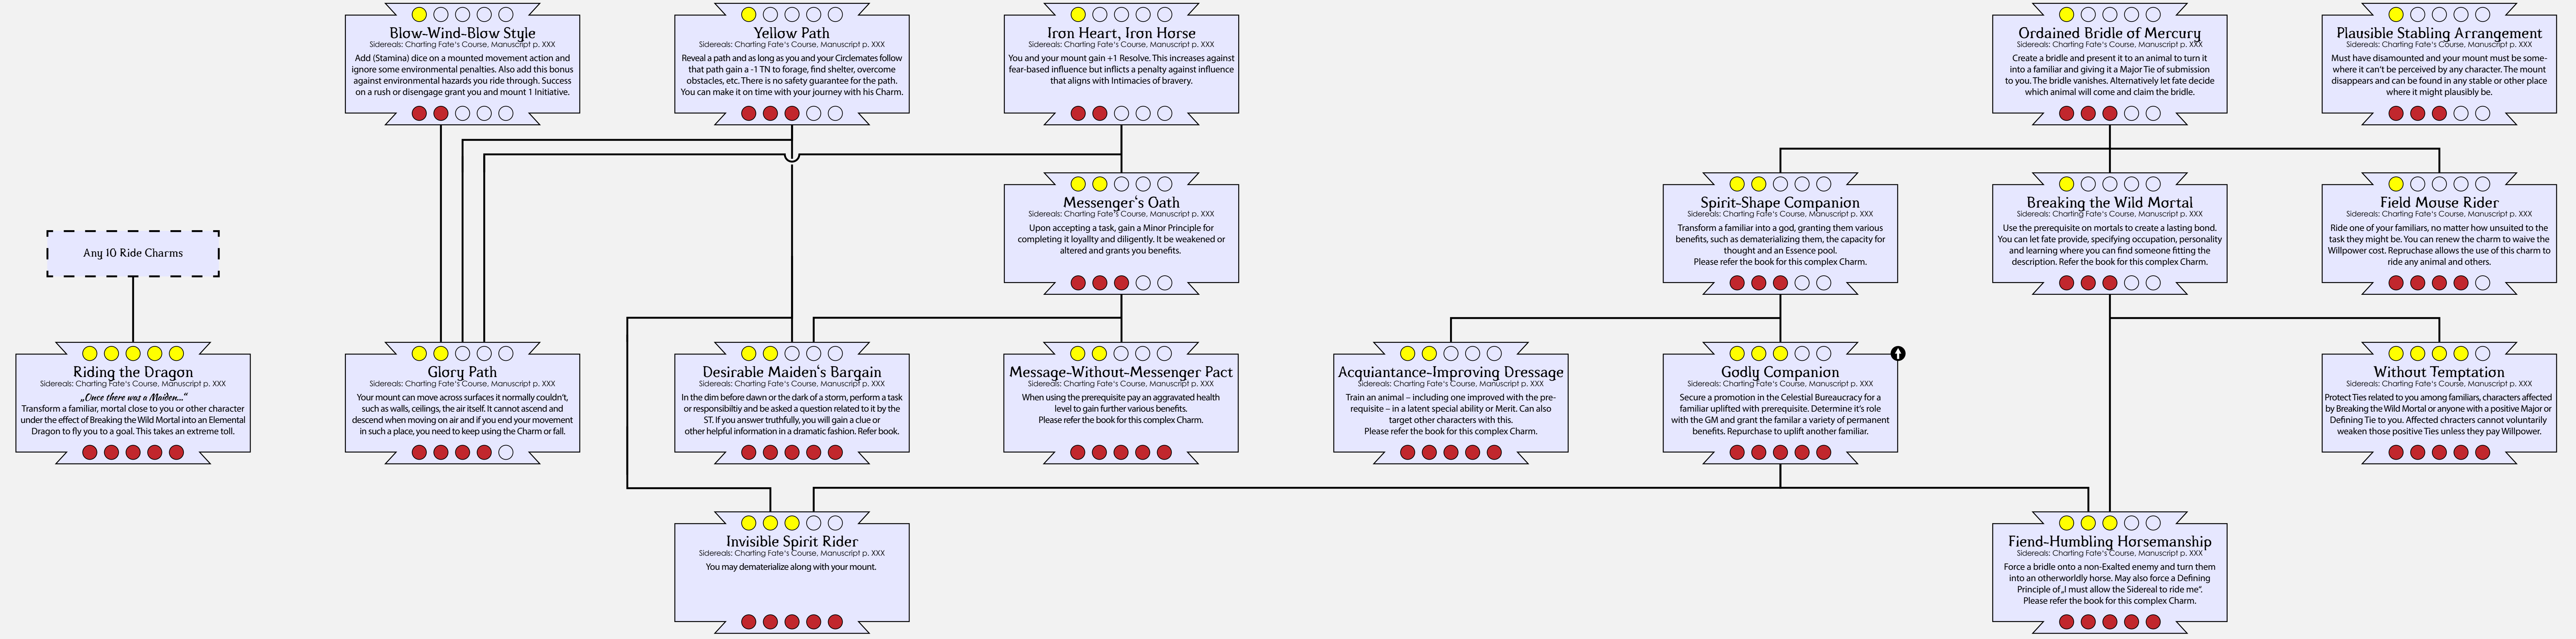 Blow-Wind-Blow Style
Sidereals: Charting Fate's Course, Manuscript p. XXX
Add (Stamina) dice on a mounted movement action and
ignore some environmental penalties. Also add this bonus
against environmental hazards you ride through. Success
on a rush or disengage grant you and mount 1 Initiative.
Yellow Path
Sidereals: Charting Fate's Course, Manuscript p. XXX
Reveal a path and as long as you and your Circlemates follow
that path gain a -1 TN to forage, find shelter, overcome
obstacles, etc. There is no safety guarantee for the path.
You can make it on time with your journey with his Charm.
Iron Heart, Iron Horse
Sidereals: Charting Fate's Course, Manuscript p. XXX
You and your mount gain +1 Resolve. This increases against
fear-based influence but inflicts a penalty against influence
that aligns with Intimacies of bravery.
Ordained Bridle of Mercury
Sidereals: Charting Fate's Course, Manuscript p. XXX
Create a bridle and present it to an animal to turn it
into a familiar and giving it a Major Tie of submission
to you. The bridle vanishes. Alternatively let fate decide
which animal will come and claim the bridle.
Plausible Stabling Arrangement
Sidereals: Charting Fate's Course, Manuscript p. XXX
Must have disamounted and your mount must be some-
where it can't be perceived by any character. The mount
disappears and can be found in any stable or other place
where it might plausibly be.
Messenger's Oath
Sidereals: Charting Fate's Course, Manuscript p. XXX
Upon accepting a task, gain a Minor Principle for
completing it loyallty and diligently. It be weakened or
altered and grants you benefits.
Spirit-Shape Companion
Sidereals: Charting Fate's Course, Manuscript p. XXX
Transform a familiar into a god, granting them various
benefits, such as dematerializing them, the capacity for
thought and an Essence pool.
Please refer the book for this complex Charm.
Breaking the Wild Mortal
Sidereals: Charting Fate's Course, Manuscript p. XXX
Use the prerequisite on mortals to create a lasting bond.
You can let fate provide, specifying occupation, personality
and learning where you can find someone fitting the
description. Refer the book for this complex Charm.
Field Mouse Rider
Sidereals: Charting Fate's Course, Manuscript p. XXX
Ride one of your familiars, no matter how unsuited to the
task they might be. You can renew the charm to waive the
Willpower cost. Repruchase allows the use of this charm to
ride any animal and others.
Any 10 Ride Charms
Riding the Dragon
Sidereals: Charting Fate's Course, Manuscript p. XXX
„Once there was a Maiden..."
Transform a familiar, mortal close to you or other character
under the effect of Breaking the Wild Mortal into an Elemental
Dragon to fly you to a goal. This takes an extreme toll.
Glory Path
Sidereals: Charting Fate's Course, Manuscript p. XXX
Your mount can move across surfaces it normally couldn't,
such as walls, ceilings, the air itself. It cannot ascend and
descend when moving on air and if you end your movement
in such a place, you need to keep using the Charm or fall.
Desirable Maiden's Bargain
Sidereals: Charting Fate's Course, Manuscript p. XXX
In the dim before dawn or the dark of a storm, perform a task
or responsibiltiy and be asked a question related to it by the
ST. If you answer truthfully, you will gain a clue or
other helpful information in a dramatic fashion. Refer book.
Message-Without-Messenger Pact
Sidereals: Charting Fate's Course, Manuscript p. XXX
When using the prerequisite pay an aggravated health
level to gain further various benefits.
Please refer the book for this complex Charm.
Acquiantance-Improving Dressage
Sidereals: Charting Fate's Course, Manuscript p. XXX
Train an animal – including one improved with the pre-
requisite – in a latent special ability or Merit. Can also
target other characters with this.
Please refer the book for this complex Charm.
Godly Companion
Sidereals: Charting Fate's Course, Manuscript p. XXX
Secure a promotion in the Celestial Bureaucracy for a
familiar uplifted with prerequisite. Determine it's role
with the GM and grant the familar a variety of permanent
benefits. Repurchase to uplift another familiar.
Without Temptation
Sidereals: Charting Fate's Course, Manuscript p. XXX
Protect Ties related to you among familiars, characters affected
by Breaking the Wild Mortal or anyone with a positive Major or
Defining Tie to you. Affected chracters cannot voluntarily
weaken those positive Ties unless they pay Willpower.
Invisible Spirit Rider
Sidereals: Charting Fate's Course, Manuscript p. XXX
You may dematerialize along with your mount.
Fiend-Humbling Horsemanship
Sidereals: Charting Fate's Course, Manuscript p. XXX
Force a bridle onto a non-Exalted enemy and turn them
into an otherworldly horse. May also force a Defining
Principle of „I must allow the Sidereal to ride me".
Please refer the book for this complex Charm.